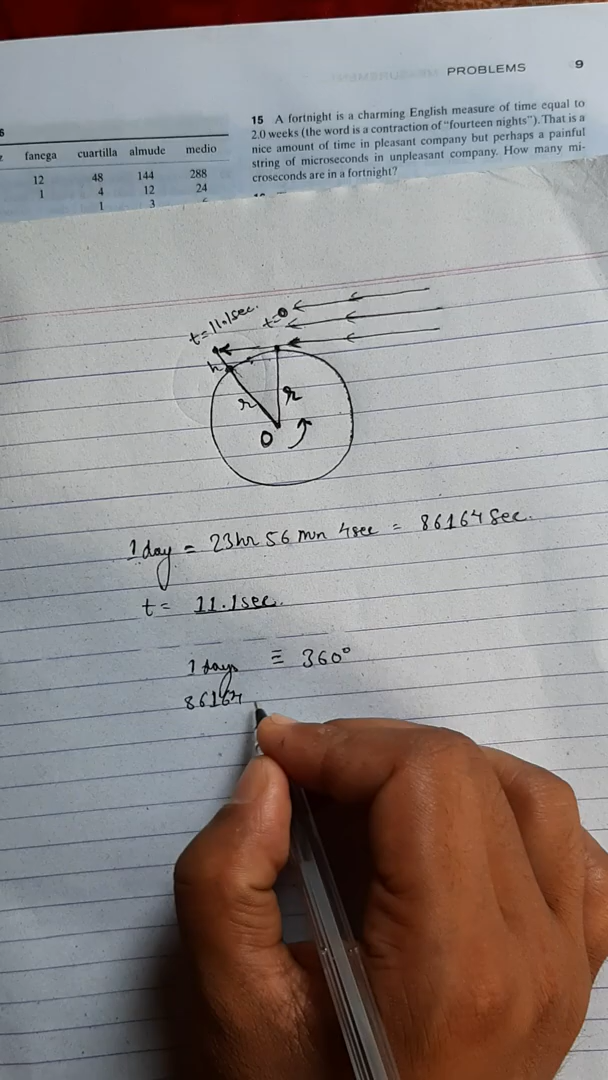 PROBLEMS 9
6
fanega cuartilla almude medio
12 48 144 288
1 4 12 24
1 3
15 A fortnight is a charming English measure of time equal to
2.0 weeks (the word is a contraction of “fourteen nights”). That is a
nice amount of time in pleasant company but perhaps a painful
string of microseconds in unpleasant company. How many mi-
croseconds are in a fortnight?
t=11.1sec.
t=0
h
r r
O
1 day = 23hr 56 min 4sec = 86164 Sec.
t = 11.1sec.
1 days ≡ 360°
86164